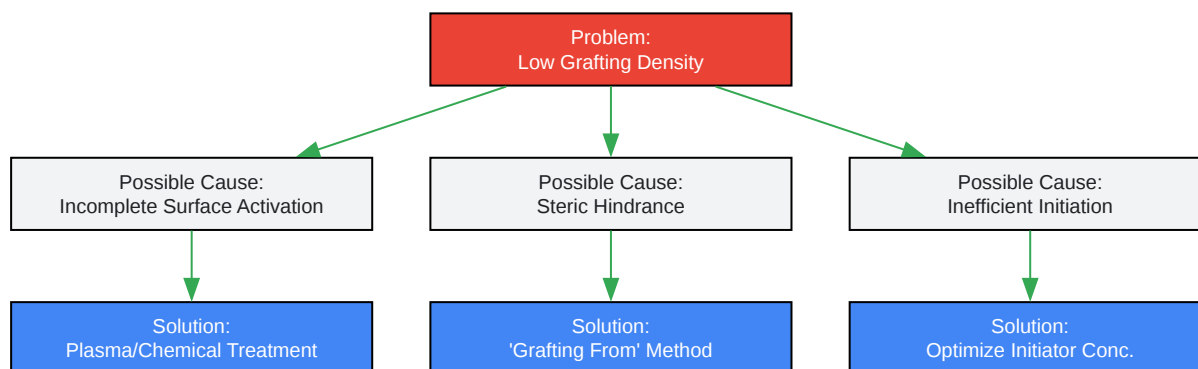 Problem:
Low Grafting Density
Possible Cause:
Incomplete Surface Activation
Possible Cause:
Steric Hindrance
Possible Cause:
Inefficient Initiation
Solution:
Plasma/Chemical Treatment
Solution:
'Grafting From' Method
Solution:
Optimize Initiator Conc.